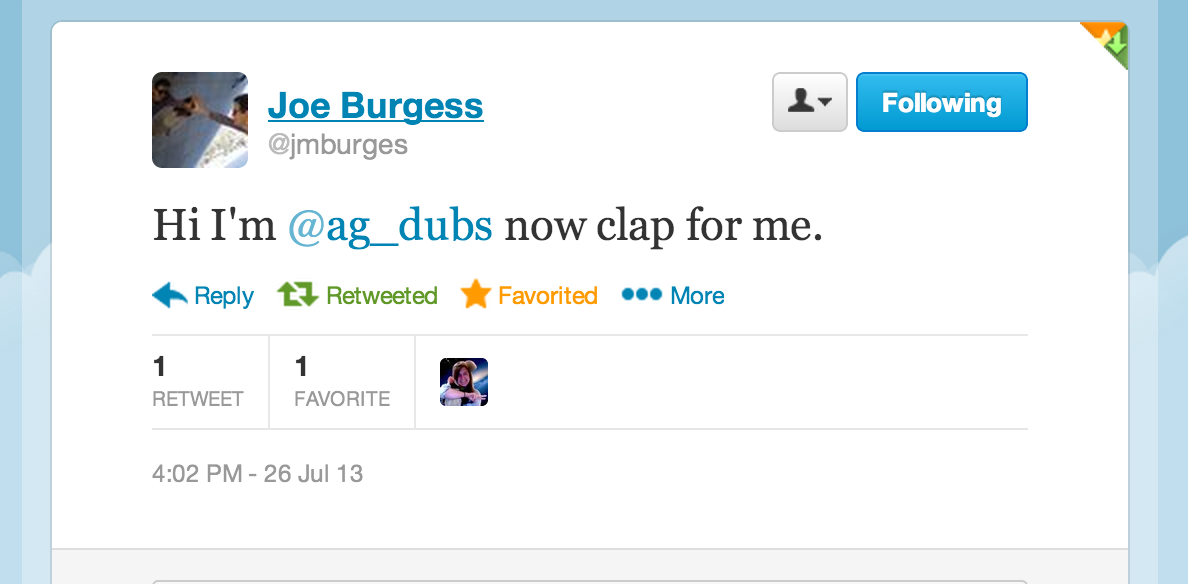 Joe Burgess
@jmburges
Following
Hi I'm @ag_dubs now clap for me.
Reply Retweeted Favorited More
1 1
RETWEET FAVORITE
4:02 PM - 26 Jul 13